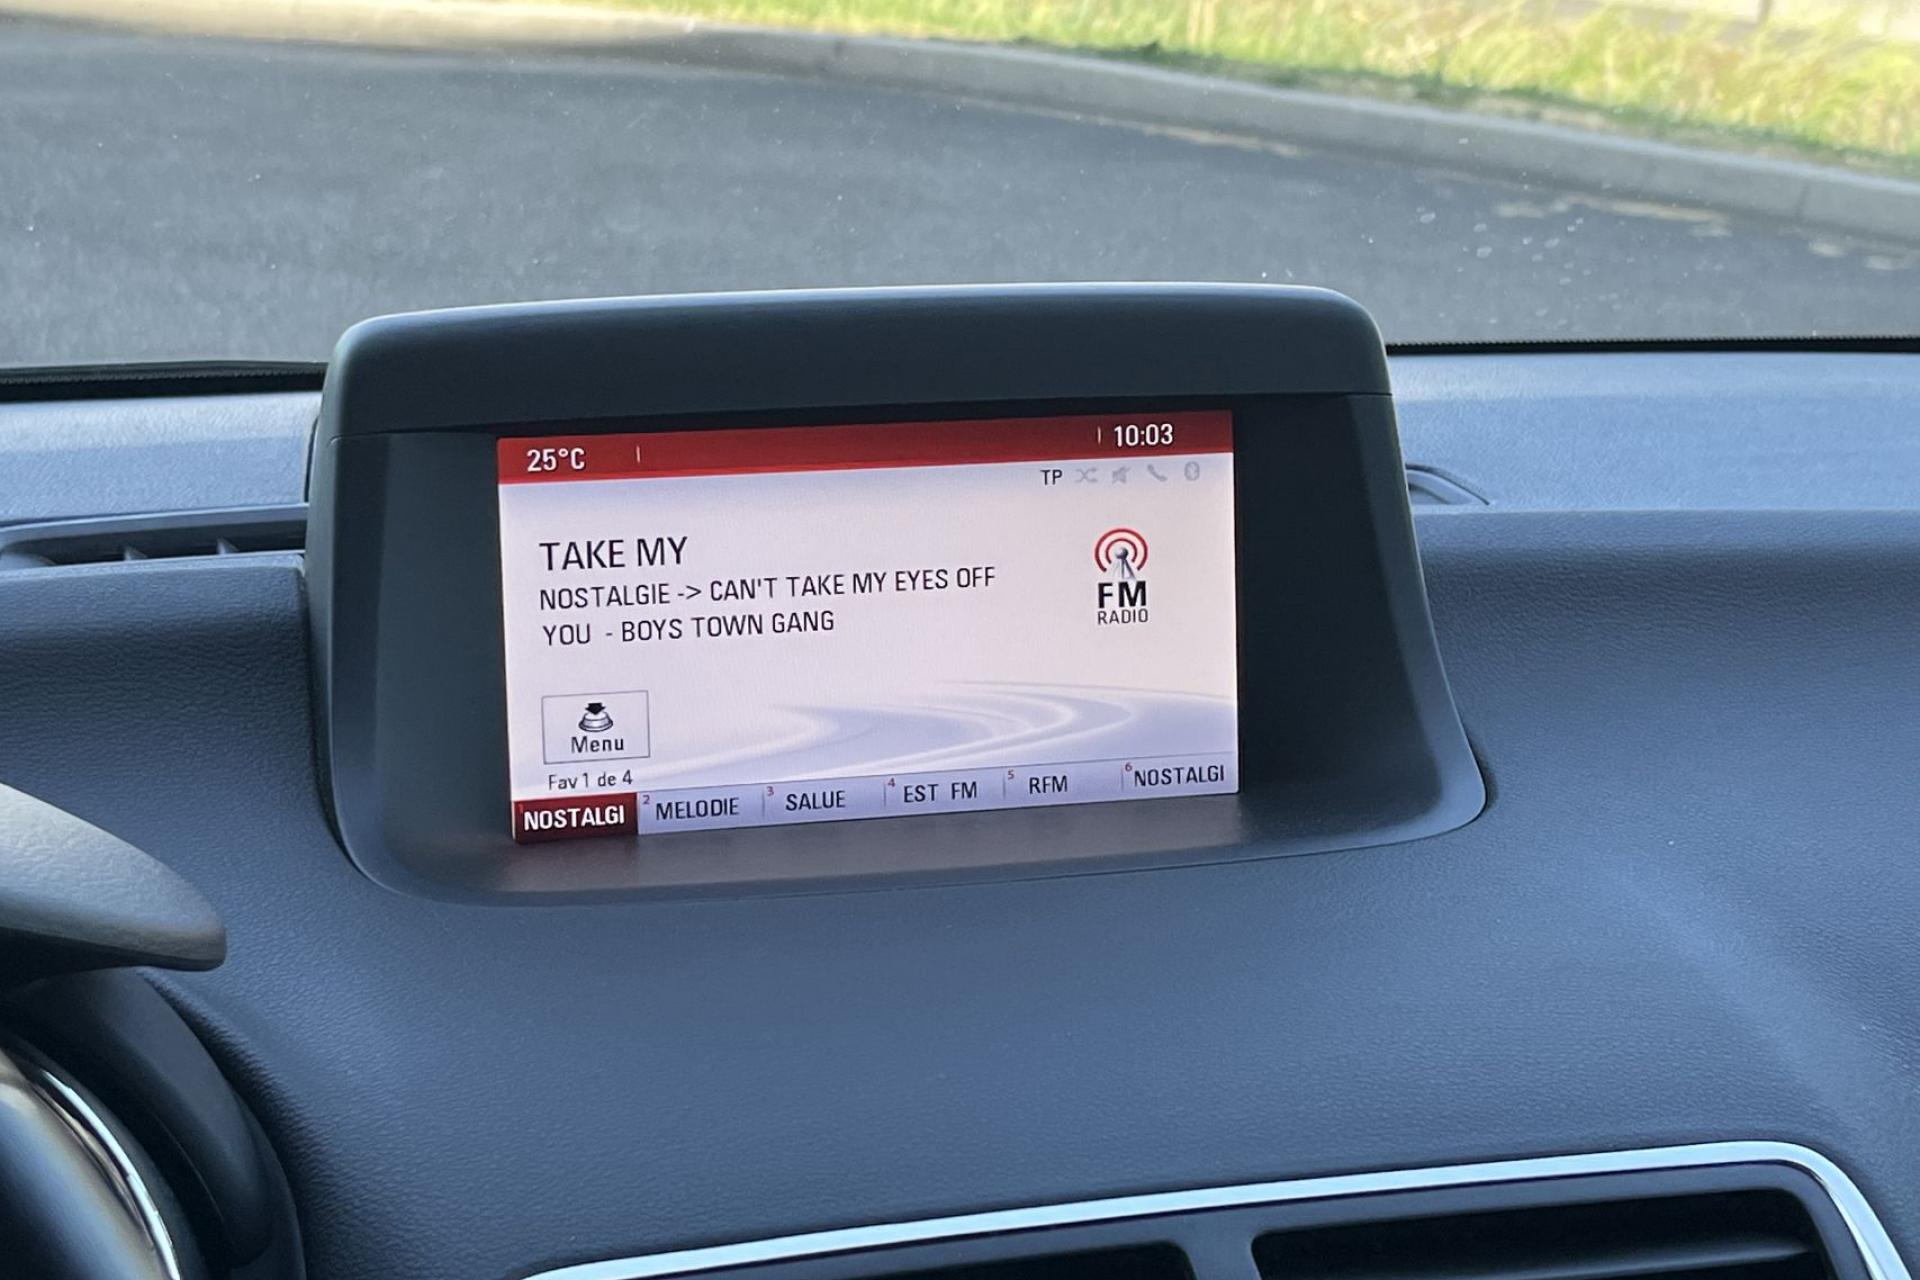 25°C
10:03
TP
TAKE MY
NOSTALGIE -> CAN'T TAKE MY EYES OFF
YOU - BOYS TOWN GANG
FM
RADIO
Menu
Fav 1 de 4
1 NOSTALGI 2 MELODIE 3 SALUE 4 EST FM 5 RFM 6 NOSTALGI